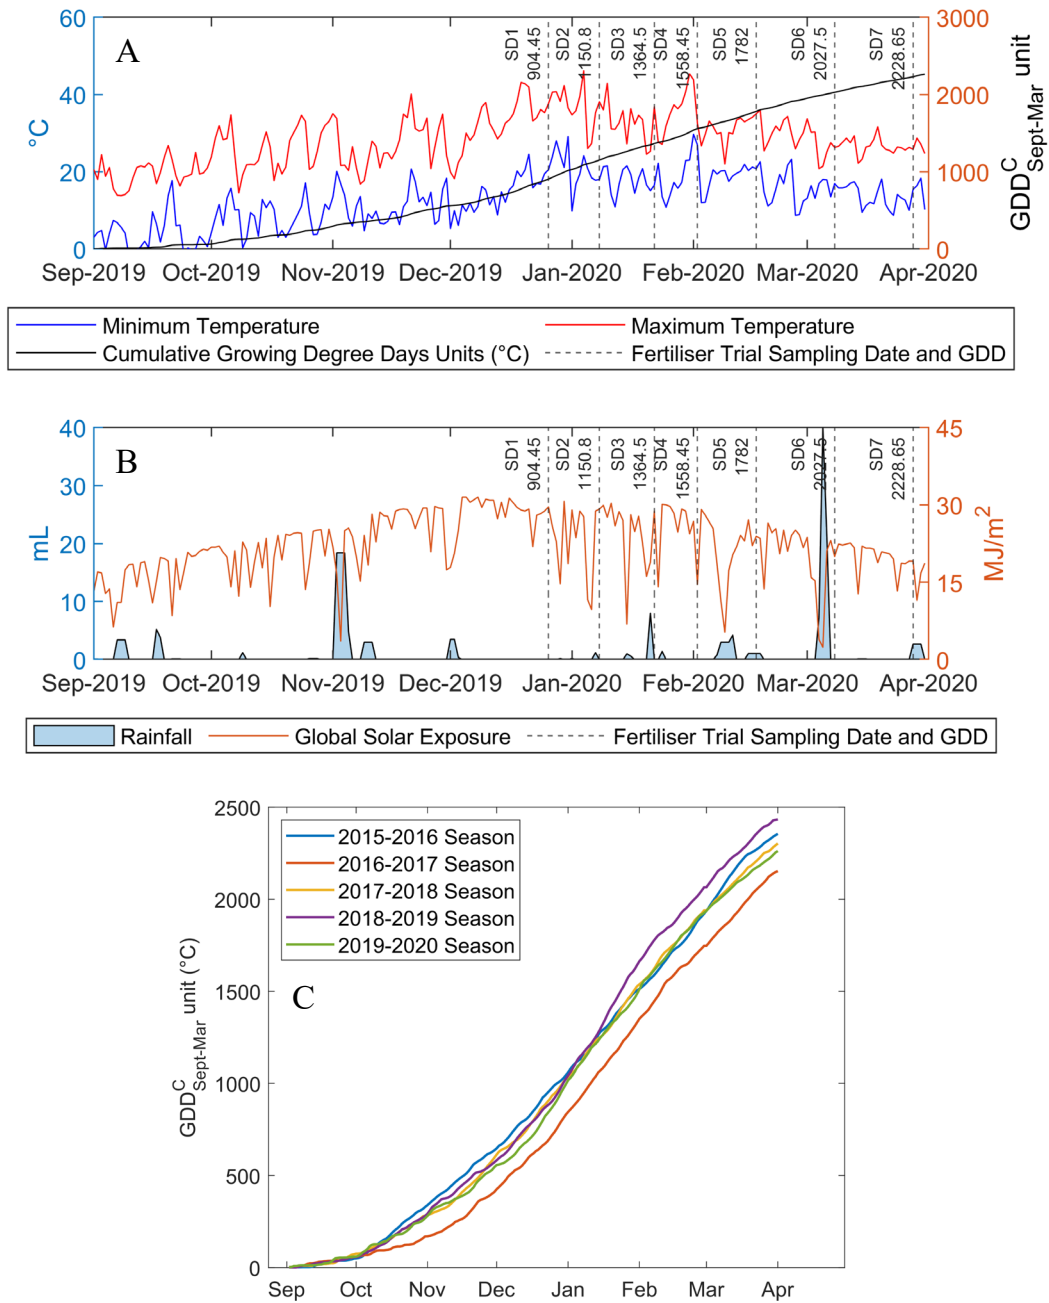 A
60
40
20
0
°C
3000
2000
1000
0
GDD^C_Sept-Mar unit
SD1
904.45
SD2
1150.8
SD3
1364.5
SD4
1558.45
SD5
1782
SD6
2027.5
SD7
2228.65
Sep-2019 Oct-2019 Nov-2019 Dec-2019 Jan-2020 Feb-2020 Mar-2020 Apr-2020
Minimum Temperature Maximum Temperature
Cumulative Growing Degree Days Units (°C) Fertiliser Trial Sampling Date and GDD
B
40
30
20
10
0
mL
45
30
15
0
MJ/m²
SD1
904.45
SD2
1150.8
SD3
1364.5
SD4
1558.45
SD5
1782
SD6
2027.5
SD7
2228.65
Sep-2019 Oct-2019 Nov-2019 Dec-2019 Jan-2020 Feb-2020 Mar-2020 Apr-2020
Rainfall Global Solar Exposure Fertiliser Trial Sampling Date and GDD
2500
2000
1500
1000
500
0
GDD^C_Sept-Mar unit (°C)
2015-2016 Season
2016-2017 Season
2017-2018 Season
2018-2019 Season
2019-2020 Season
C
Sep Oct Nov Dec Jan Feb Mar Apr